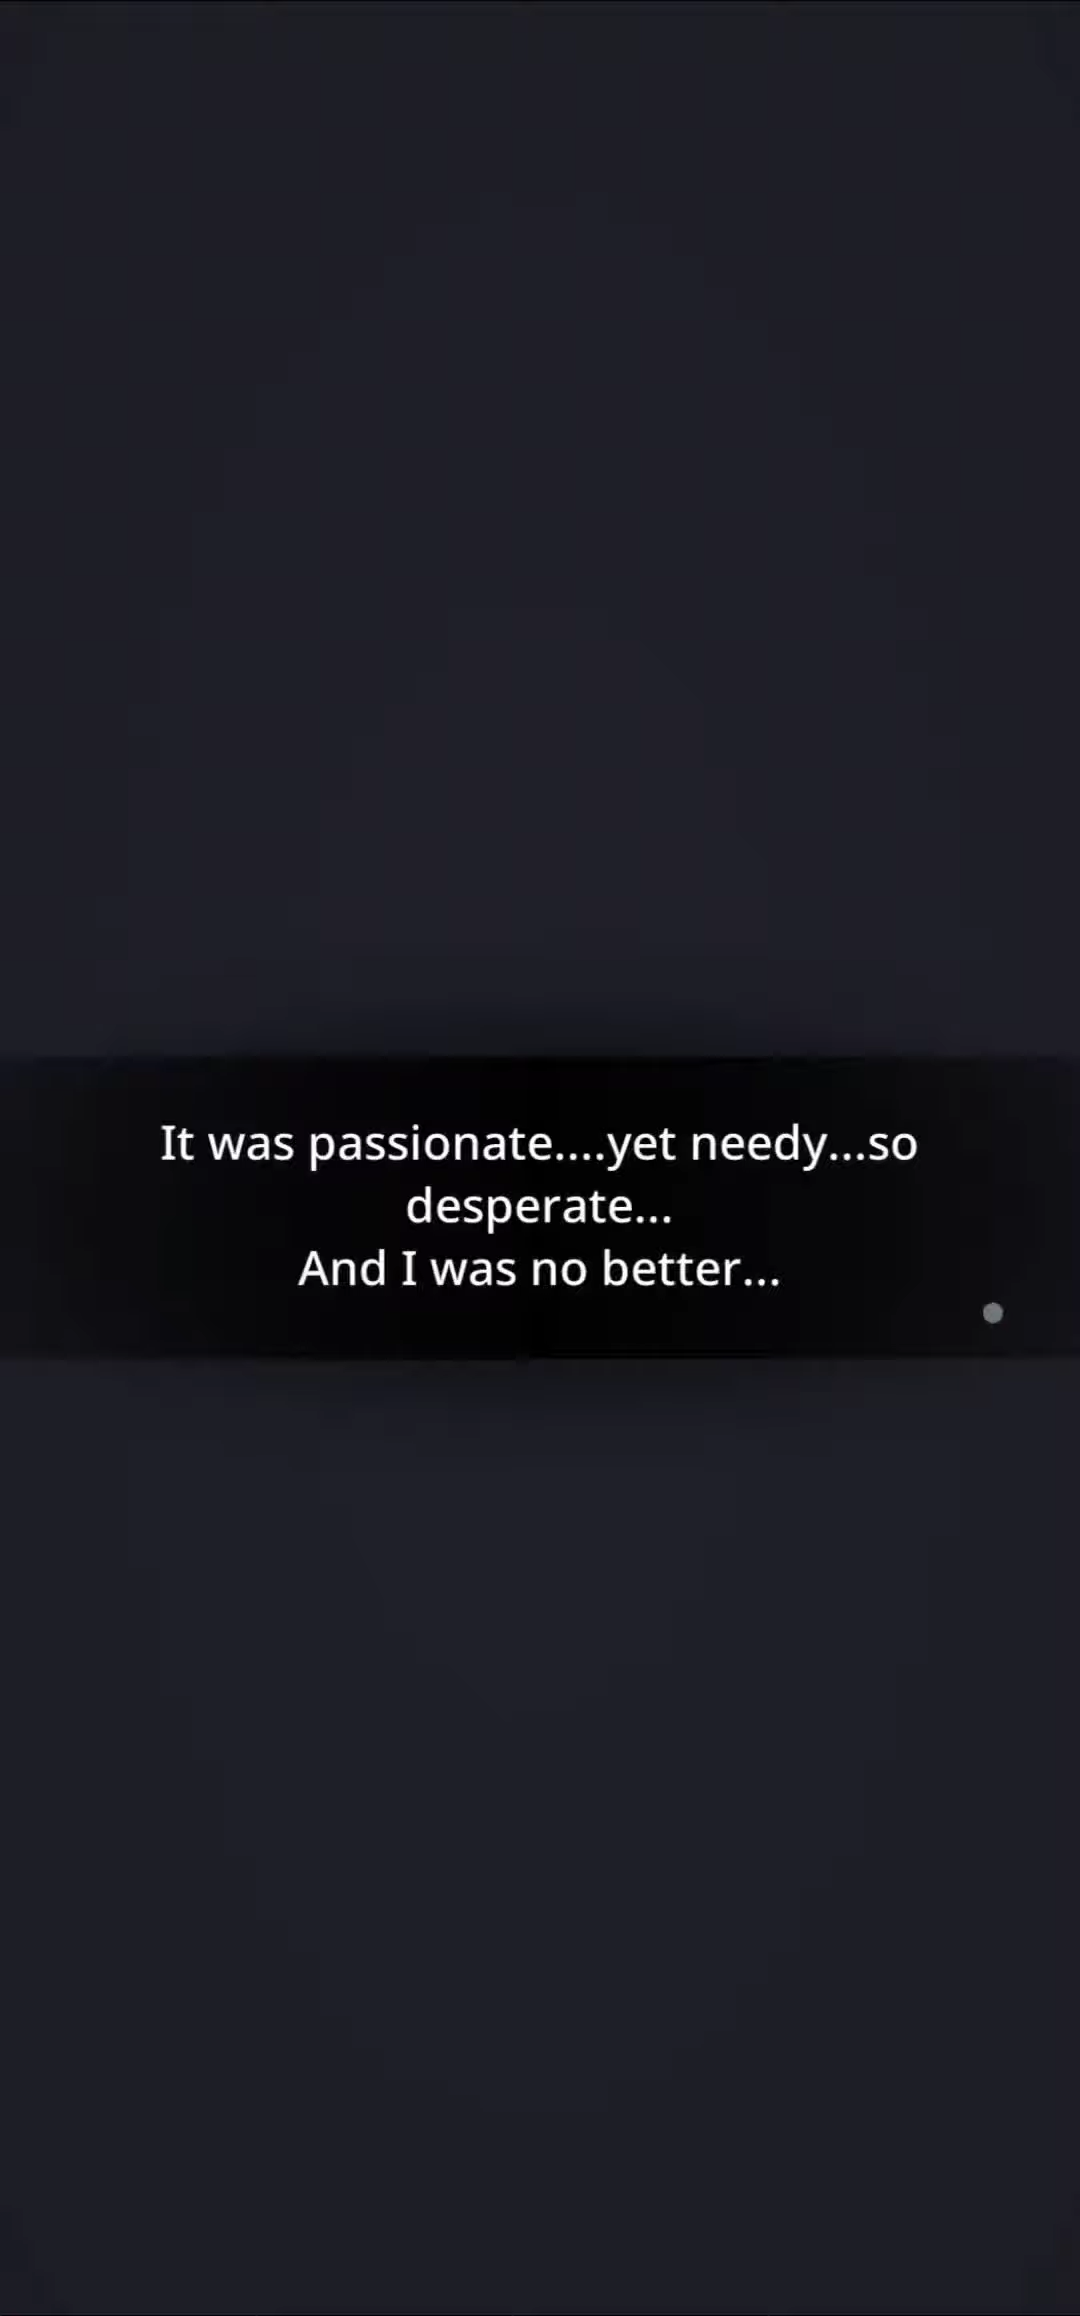 It was passionate....yet needy...so
desperate...
And I was no better...